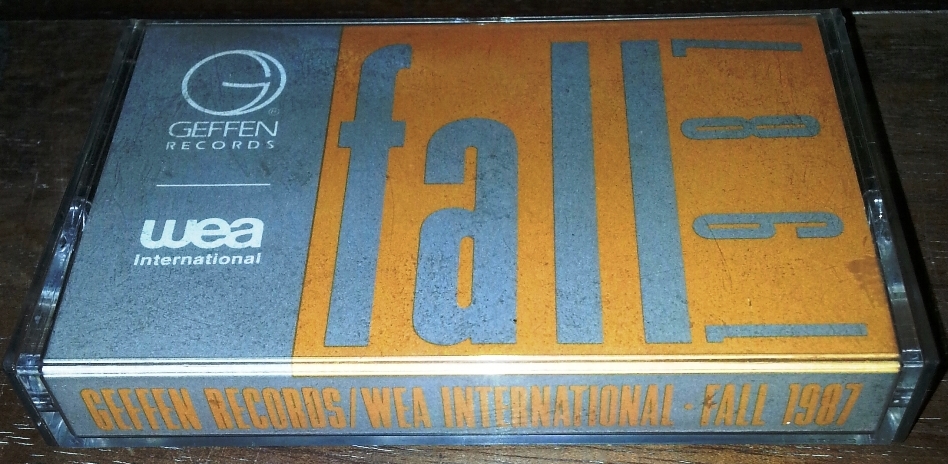 GEFFEN
RECORDS
wea
International
fall
1987
GEFFEN RECORDS/WEA INTERNATIONAL · FALL 1987